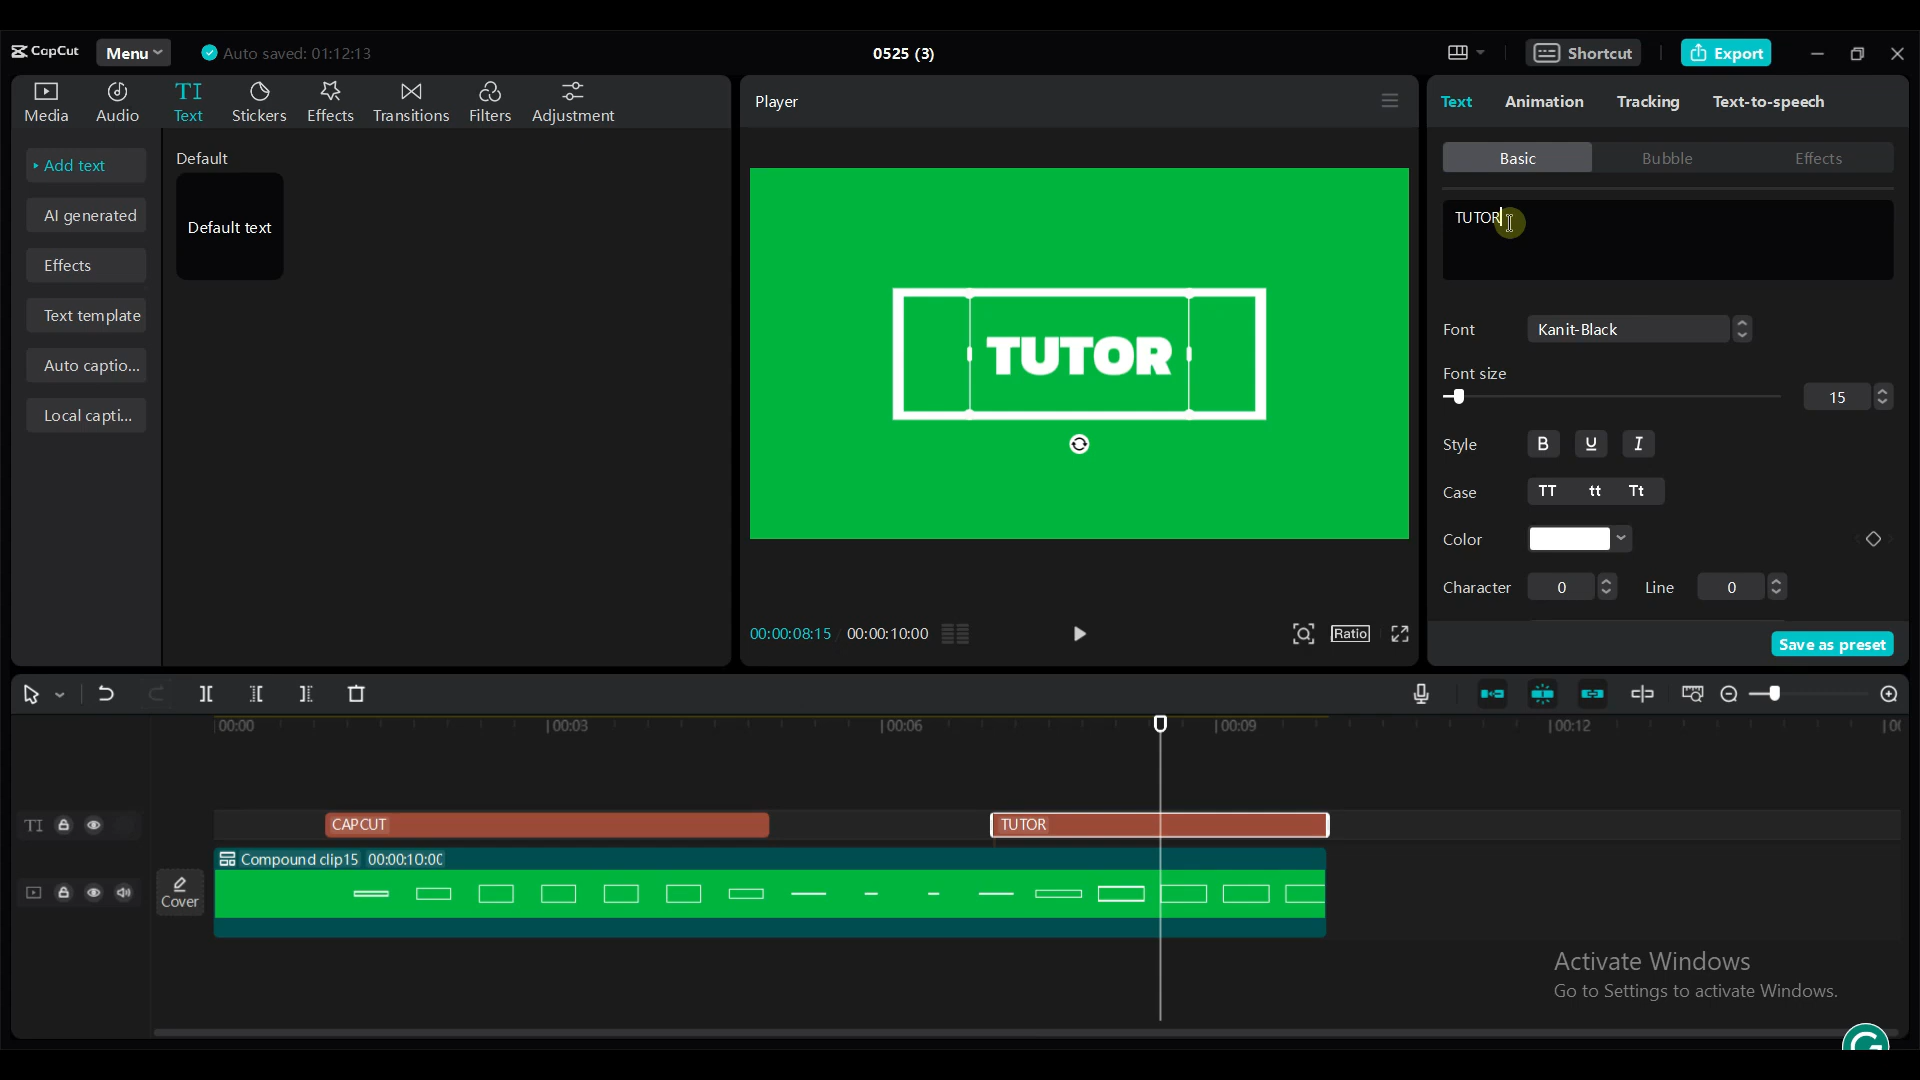 CapCut
Menu
Auto saved: 01:12:13
0525 (3)
Shortcut
Export
Media
Audio
TI
Text
Stickers
Effects
Transitions
Filters
Adjustment
Add text
AI generated
Effects
Text template
Auto captio...
Local capti...
Default
Default text
Player
TUTOR
00:00:08:15
00:00:10:00
Ratio
Text
Animation
Tracking
Text-to-speech
Basic
Bubble
Effects
TUTOR
Font
Kanit-Black
Font size
15
Style
B
U
I
Case
TT
tt
Tt
Color
Character
0
Line
0
Save as preset
00:00
00:03
00:06
00:09
00:12
TI
CAPCUT
TUTOR
Cover
Compound clip15 00:00:10:00
Activate Windows
Go to Settings to activate Windows.